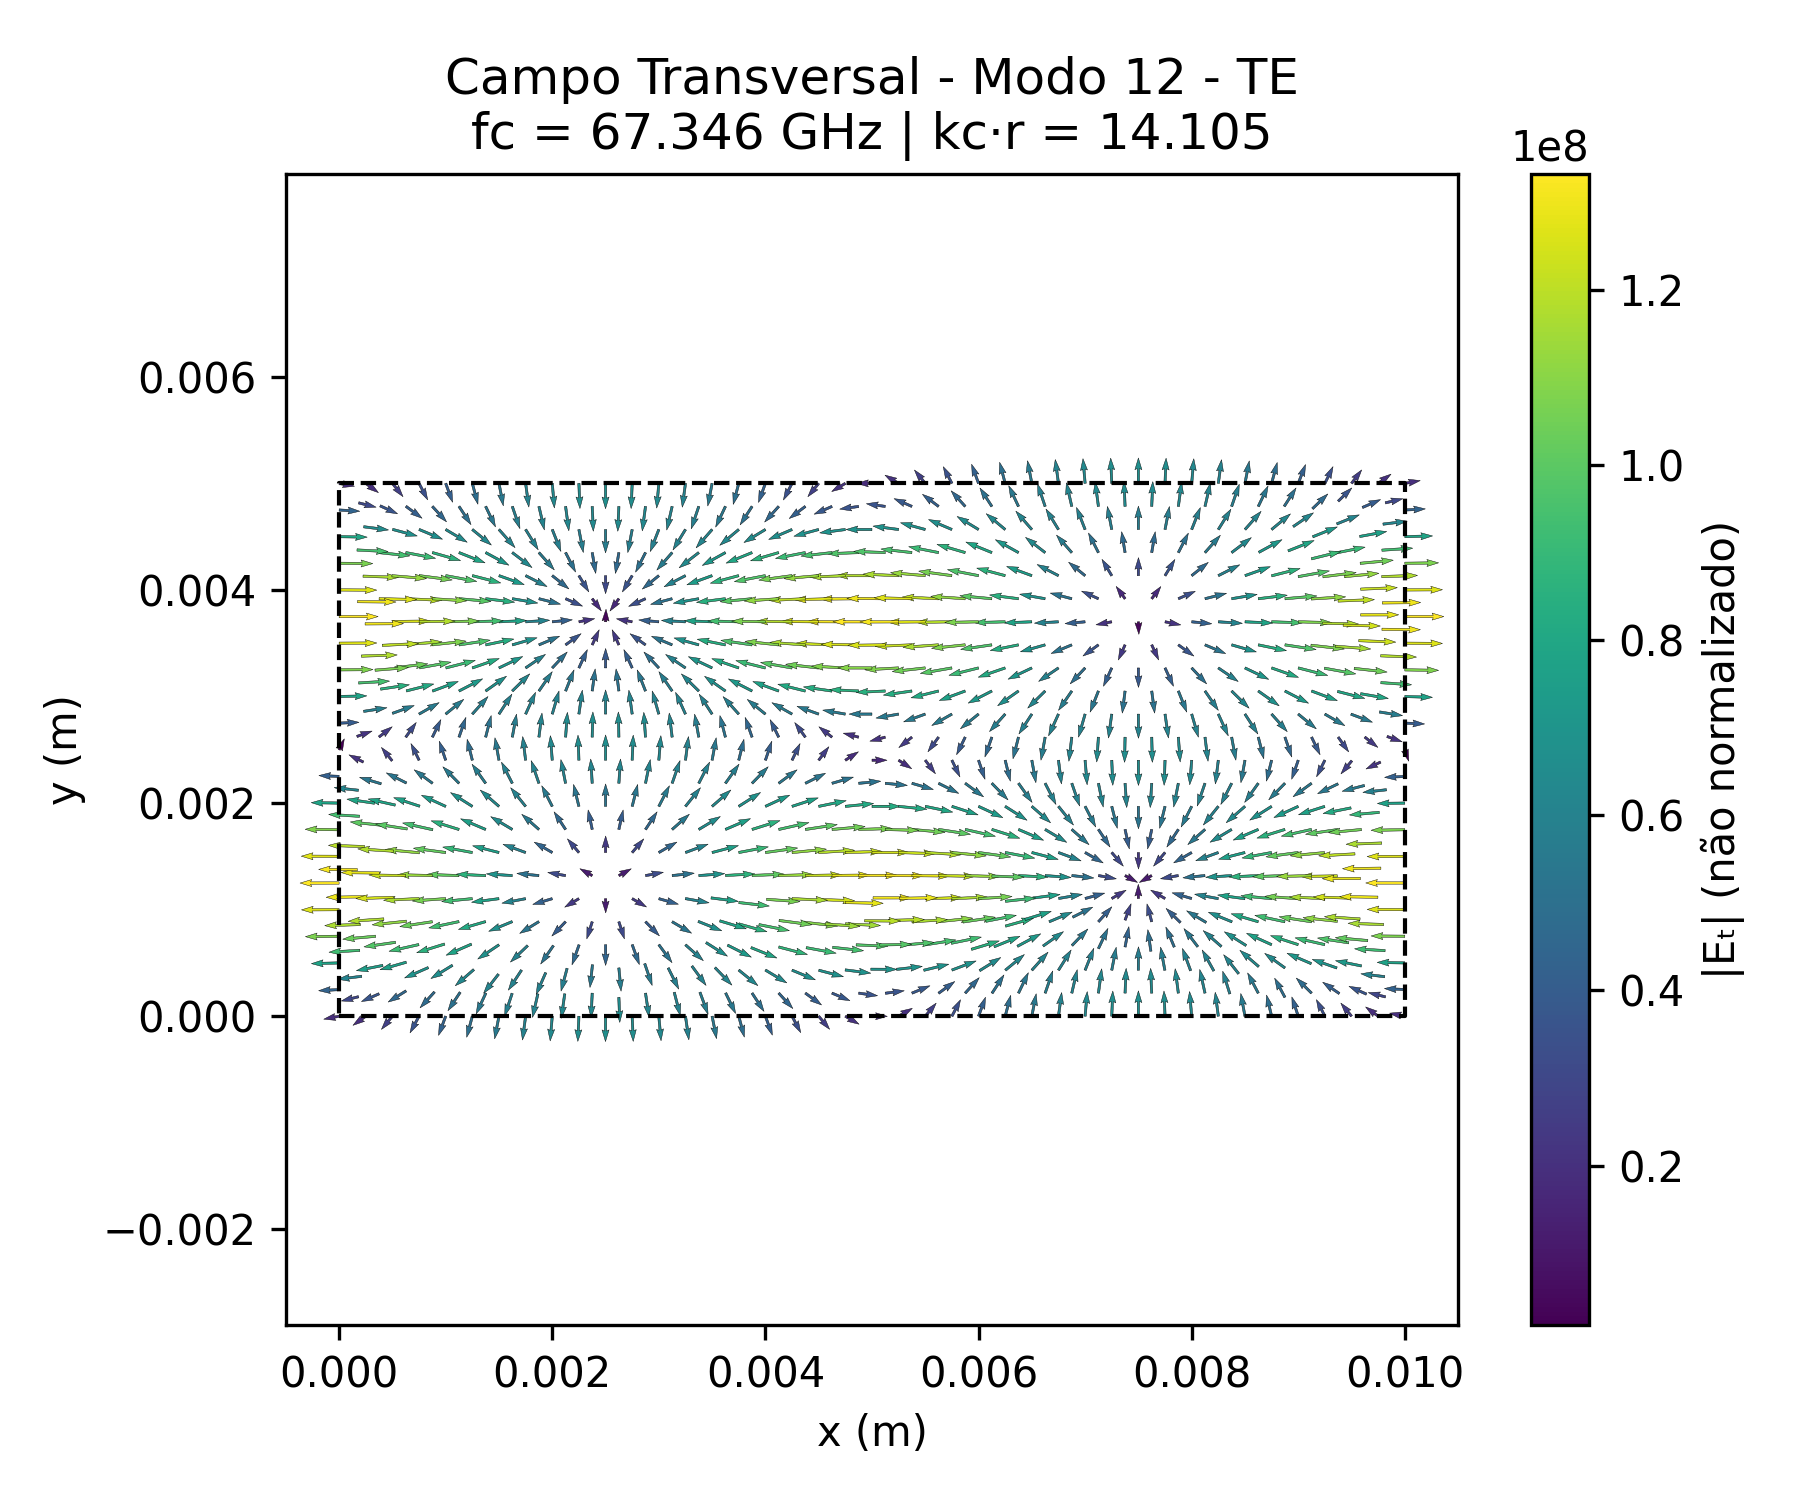 Campo Transversal - Modo 12 - TE
fc = 67.346 GHz | kc·r = 14.105
1e8
1.2
1.0
0.8
0.6
0.4
0.2
|Eₜ| (não normalizado)
0.006
0.004
0.002
0.000
−0.002
y (m)
0.000 0.002 0.004 0.006 0.008 0.010
x (m)